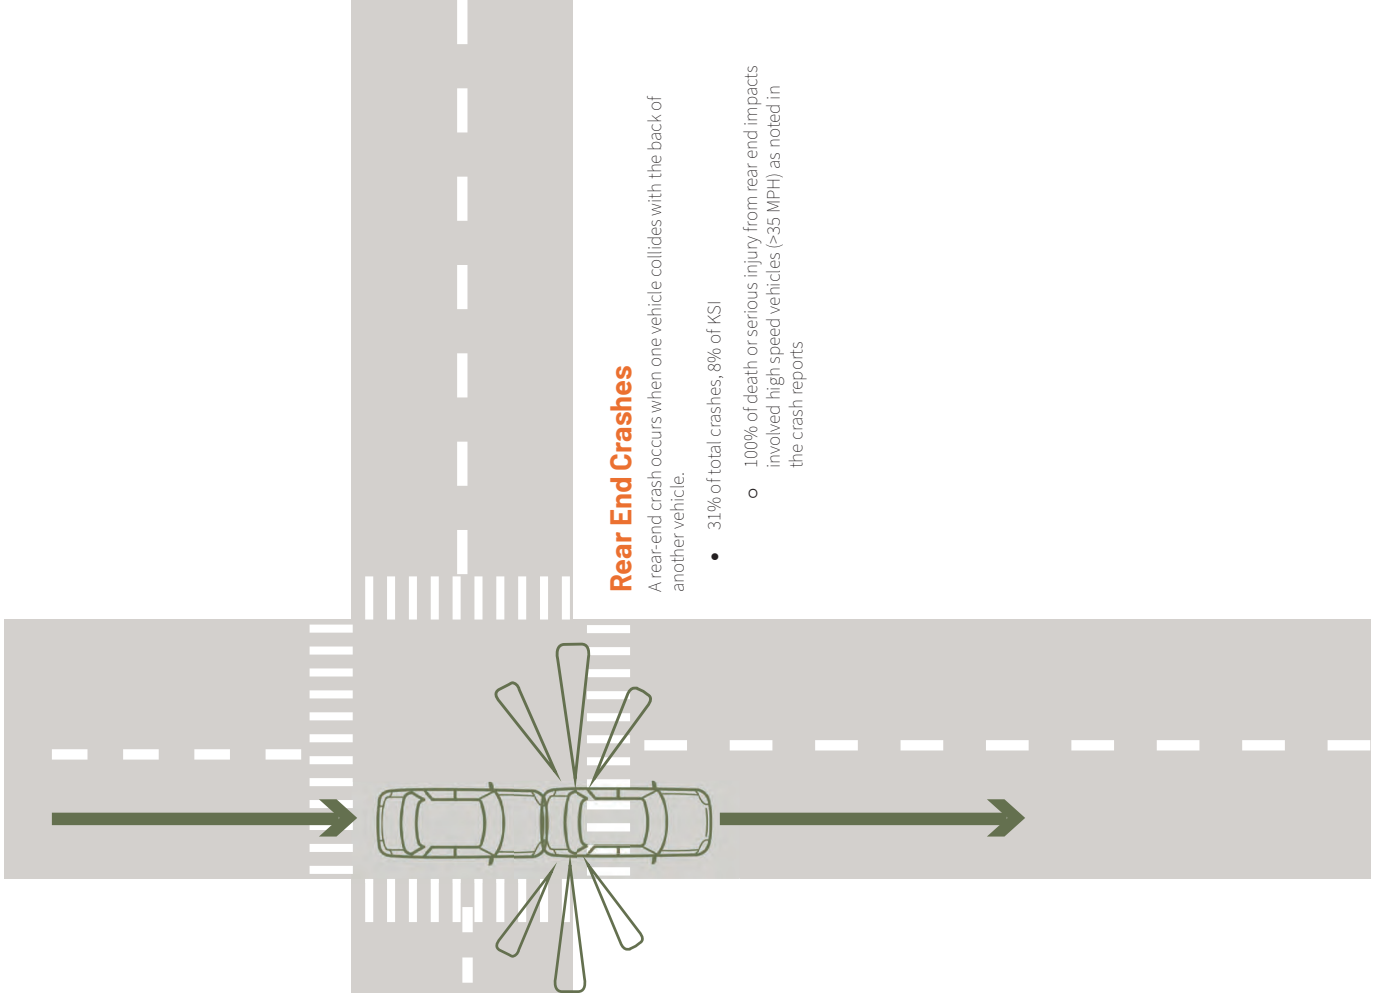 Rear End Crashes
A rear-end crash occurs when one vehicle collides with the back of
another vehicle.
• 31% of total crashes, 8% of KSI
○ 100% of death or serious injury from rear end impacts
involved high speed vehicles (>35 MPH) as noted in
the crash reports